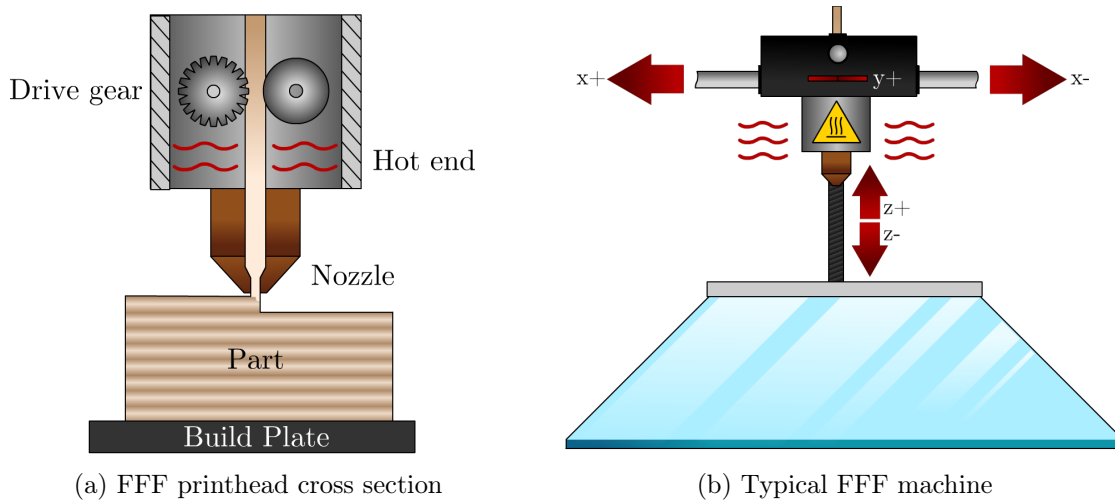 Drive gear
Hot end
Nozzle
Part
Build Plate
(a) FFF printhead cross section
x+
y+
x-
z+
z-
(b) Typical FFF machine